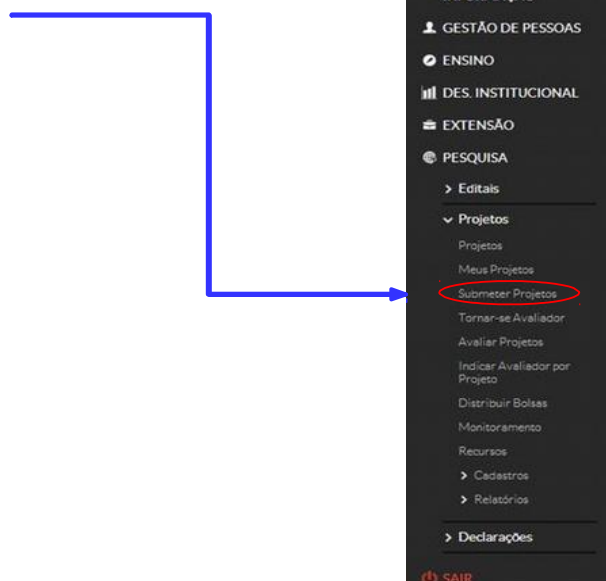 GESTÃO DE PESSOAS
ENSINO
DES. INSTITUCIONAL
EXTENSÃO
PESQUISA
Editais
Projetos
Projetos
Meus Projetos
Submeter Projetos
Tornar-se Avaliador
Avaliar Projetos
Indicar Avaliador por
Projeto
Distribuir Bolsas
Monitoramento
Recursos
Cadastros
Relatórios
Declarações
SAIR